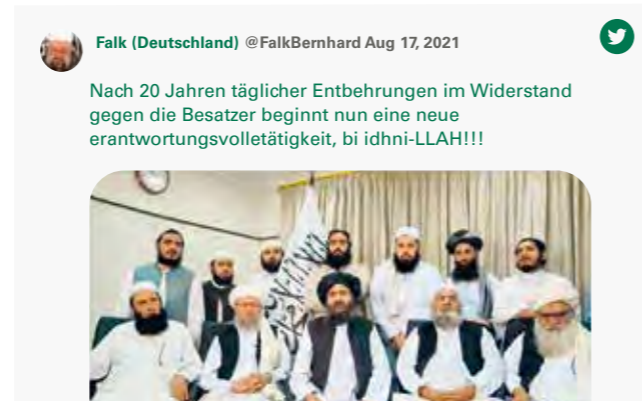 Falk (Deutschland) @FalkBernhard Aug 17, 2021
Nach 20 Jahren täglicher Entbehrungen im Widerstand
gegen die Besatzer beginnt nun eine neue
erantwortungsvolletätigkeit, bi idhni-LLAH!!!